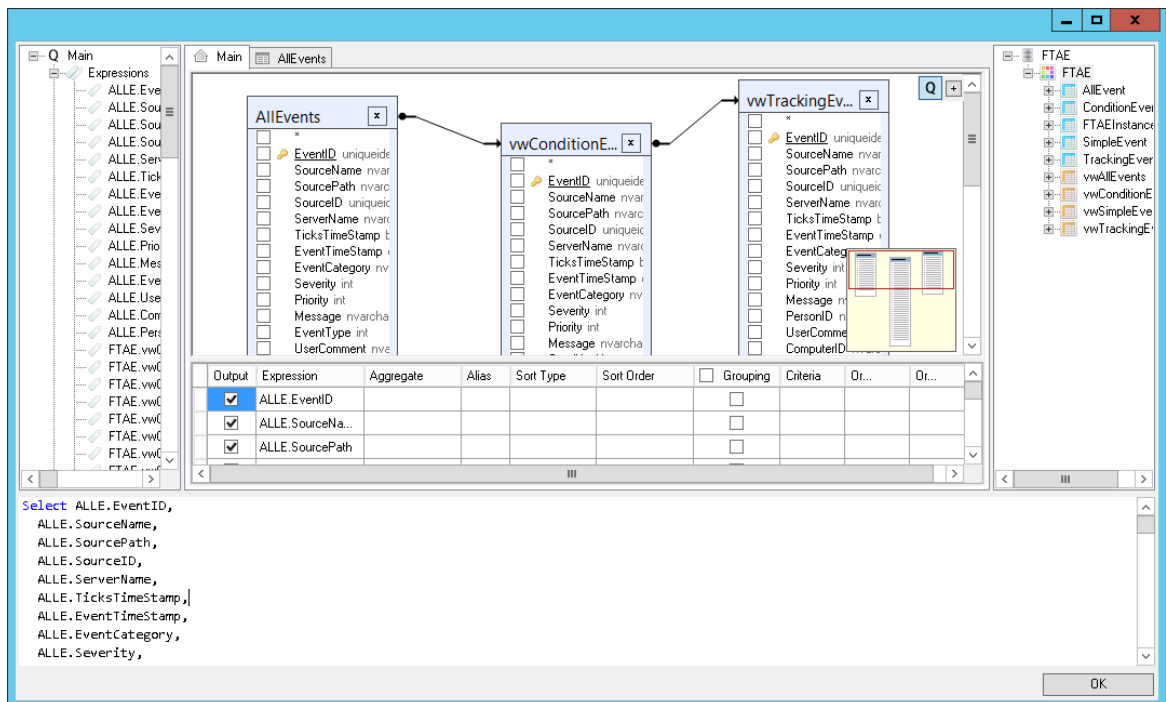 Q Main
Expressions
ALLE.Eve
ALLE.Sou
ALLE.Sou
ALLE.Sou
ALLE.Serv
ALLE.Tick
ALLE.Eve
ALLE.Eve
ALLE.Sev
ALLE.Prio
ALLE.Mes
ALLE.Eve
ALLE.Use
ALLE.Com
ALLE.Pers
FTAE.vwC
FTAE.vwC
FTAE.vwC
FTAE.vwC
FTAE.vwC
FTAE.vwC
FTAE.vwC
Main AllEvents
Q +
AllEvents x
*
EventID uniqueide
SourceName nvar
SourcePath nvarc
SourceID uniqueic
ServerName nvarc
TicksTimeStamp b
EventTimeStamp
EventCategory nv
Severity int
Priority int
Message nvarcha
EventType int
UserComment nva
vwConditionE... x
*
EventID uniqueide
SourceName nvar
SourcePath nvarc
SourceID uniqueic
ServerName nvarc
TicksTimeStamp b
EventTimeStamp
EventCategory nv
Severity int
Priority int
Message nvarcha
vwTrackingEv... x
*
EventID uniqueide
SourceName nvar
SourcePath nvarc
SourceID uniqueic
ServerName nvarc
TicksTimeStamp b
EventTimeStamp
EventCateg
Severity int
Priority int
Message n
PersonID n
UserComme
ComputerID
Output Expression Aggregate Alias Sort Type Sort Order Grouping Criteria Or... Or...
ALLE.EventID
ALLE.SourceNa...
ALLE.SourcePath
FTAE
FTAE
AllEvent
ConditionEver
FTAEInstance
SimpleEvent
TrackingEver
vwAllEvents
vwConditionE
vwSimpleEve
vwTrackingE
Select ALLE.EventID,
ALLE.SourceName,
ALLE.SourcePath,
ALLE.SourceID,
ALLE.ServerName,
ALLE.TicksTimeStamp,
ALLE.EventTimeStamp,
ALLE.EventCategory,
ALLE.Severity,
OK